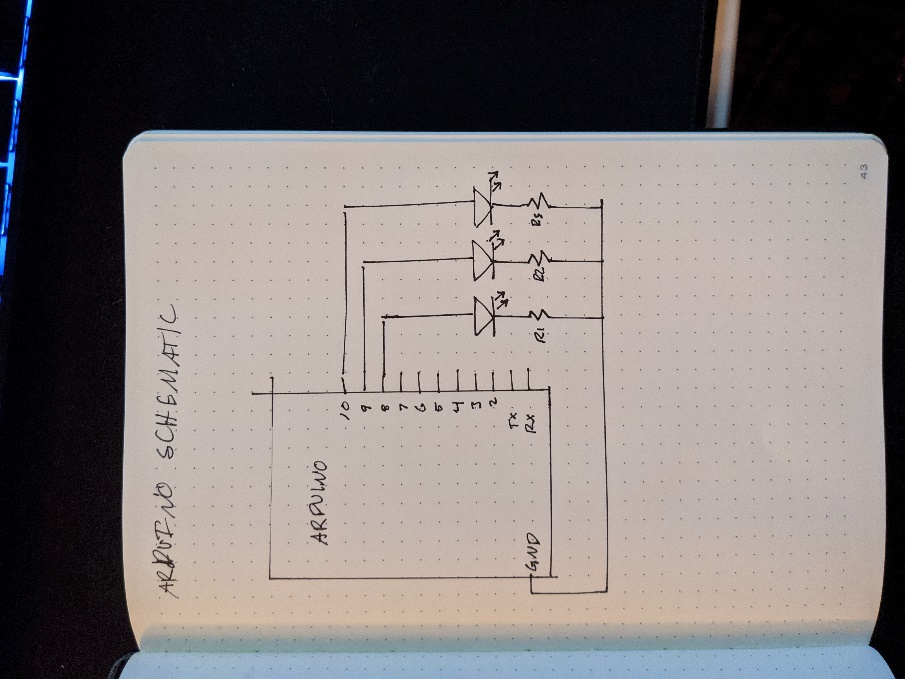 ARDUINO SCHEMATIC
ARDUINO
10
9
8
7
6
5
4
3
2
TX
RX
GND
R1
R2
R3
43